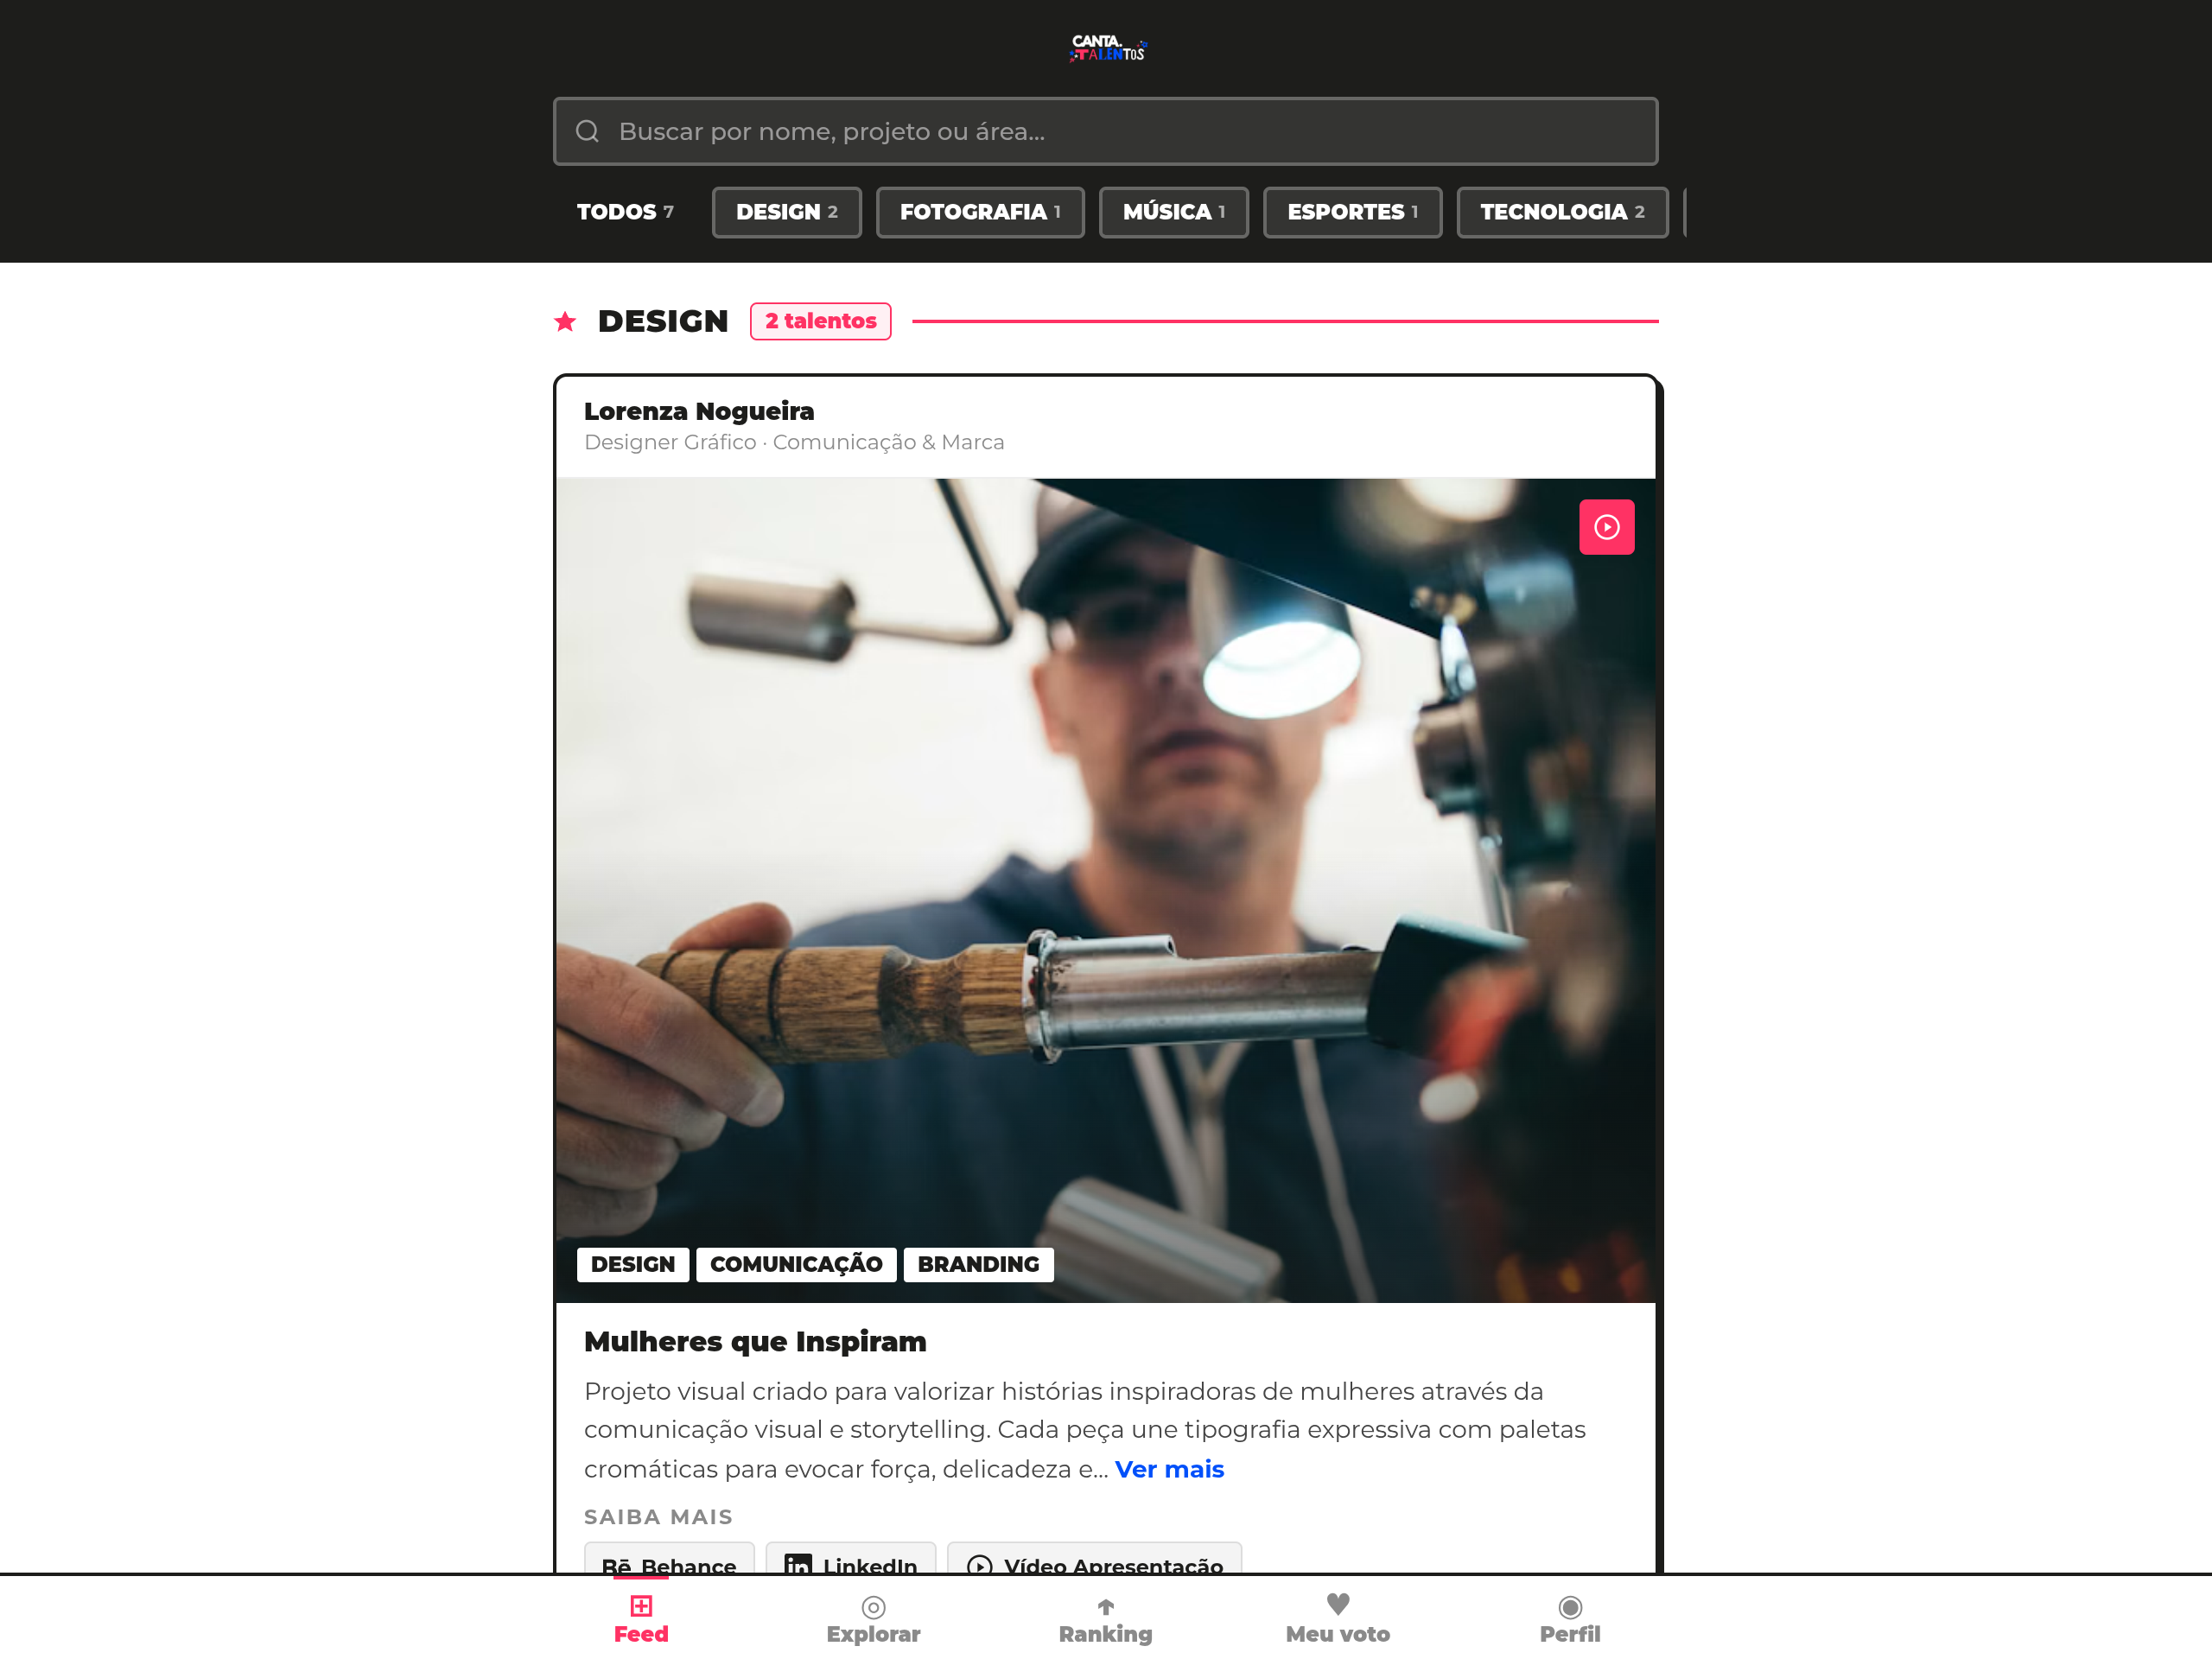 CANTA.
TALENTOS
Buscar por nome, projeto ou área...
TODOS 7
DESIGN 2
FOTOGRAFIA 1
MÚSICA 1
ESPORTES 1
TECNOLOGIA 2
DESIGN
2 talentos
Lorenza Nogueira
Designer Gráfico · Comunicação & Marca
DESIGN
COMUNICAÇÃO
BRANDING
Mulheres que Inspiram
Projeto visual criado para valorizar histórias inspiradoras de mulheres através da
comunicação visual e storytelling. Cada peça une tipografia expressiva com paletas
cromáticas para evocar força, delicadeza e... Ver mais
SAIBA MAIS
Bē Behance
in LinkedIn
Vídeo Apresentação
Feed
Explorar
Ranking
Meu voto
Perfil